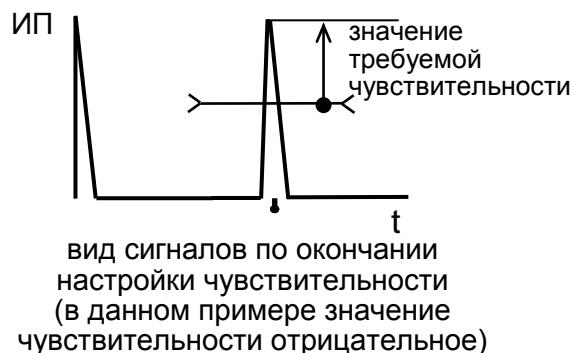 ИП
значение
требуемой
чувствительности
t
вид сигналов по окончании
настройки чувствительности
(в данном примере значение
чувствительности отрицательное)